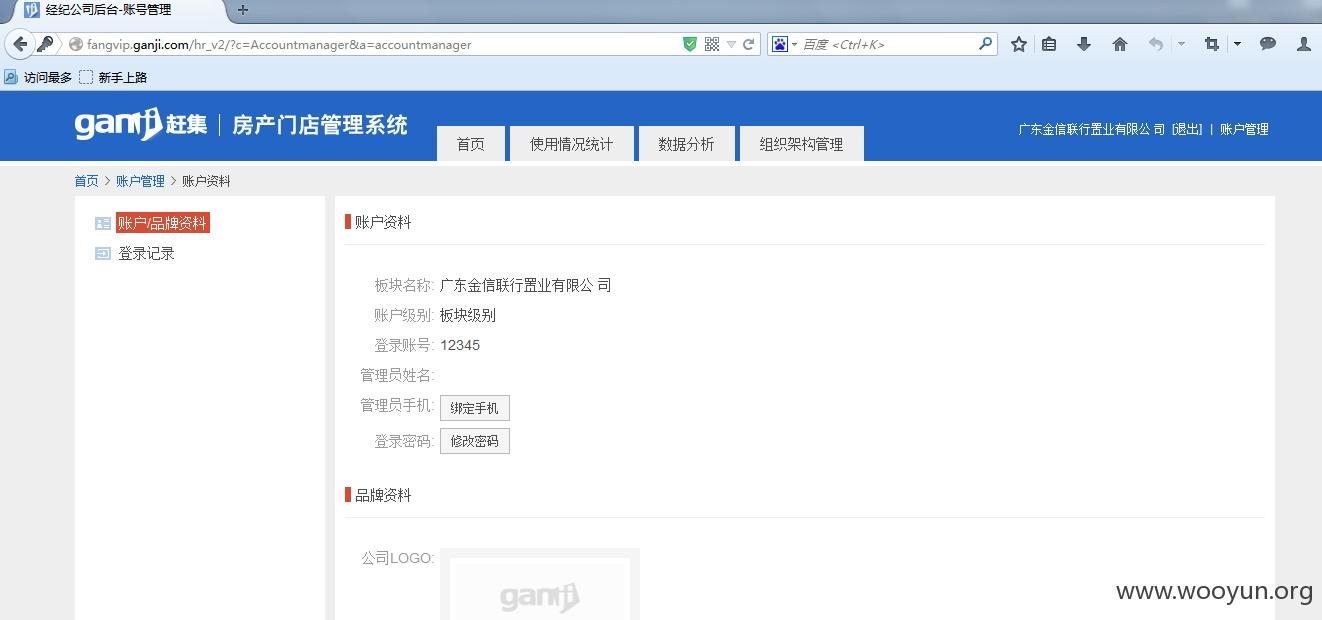 经纪公司后台-账号管理
fangvip.ganji.com/hr_v2/?c=Accountmanager&a=accountmanager
百度 <Ctrl+K>
访问最多 新手上路
ganji 赶集 | 房产门店管理系统
首页 使用情况统计 数据分析 组织架构管理
广东金信联行置业有限公 司 [退出] | 账户管理
首页 > 账户管理 > 账户资料
账户/品牌资料
登录记录
账户资料
板块名称: 广东金信联行置业有限公 司
账户级别: 板块级别
登录账号: 12345
管理员姓名:
管理员手机: 绑定手机
登录密码: 修改密码
品牌资料
公司LOGO:
ganji
www.wooyun.org